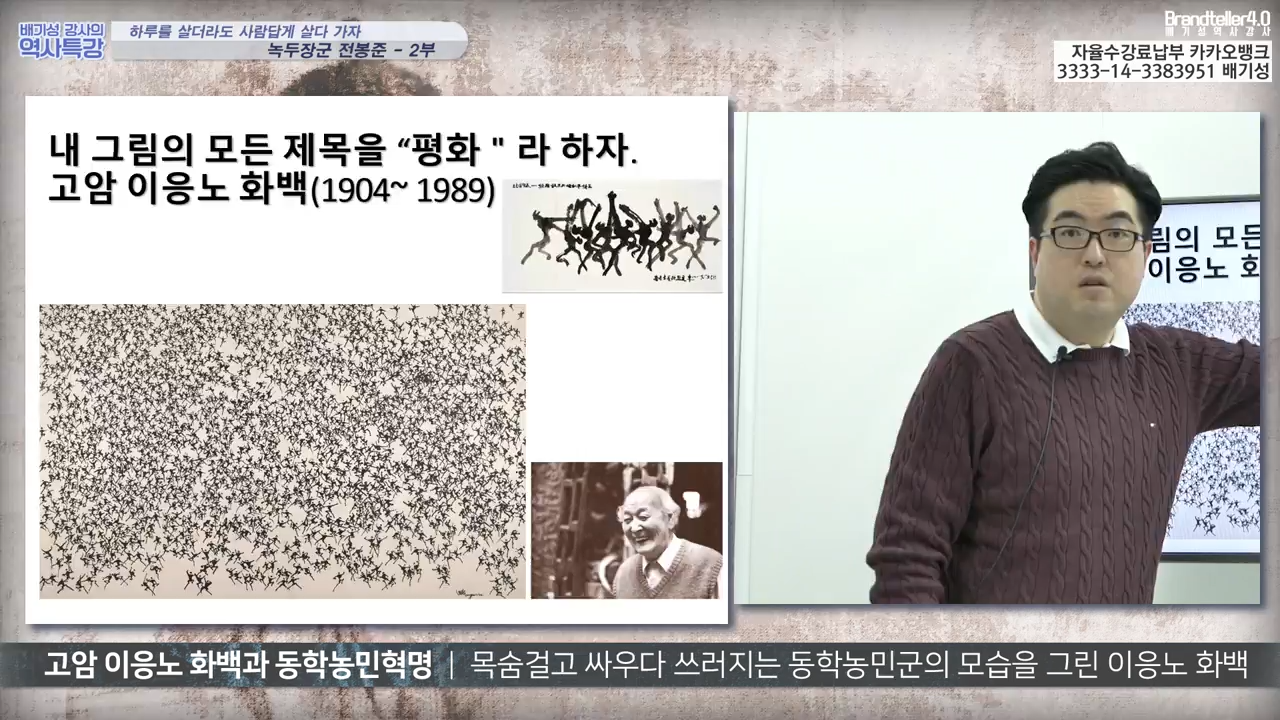 배기성 강사의
역사특강
하루를 살더라도 사람답게 살다 가자
녹두장군 전봉준 - 2부
Brandteller4.0
배기성역사강사
자율수강료납부 카카오뱅크
3333-14-3383951 배기성
내 그림의 모든 제목을 “평화 " 라 하자.
고암 이응노 화백(1904~ 1989)
림의 모든
이응노 화
고암 이응노 화백과 동학농민혁명 | 목숨걸고 싸우다 쓰러지는 동학농민군의 모습을 그린 이응노 화백